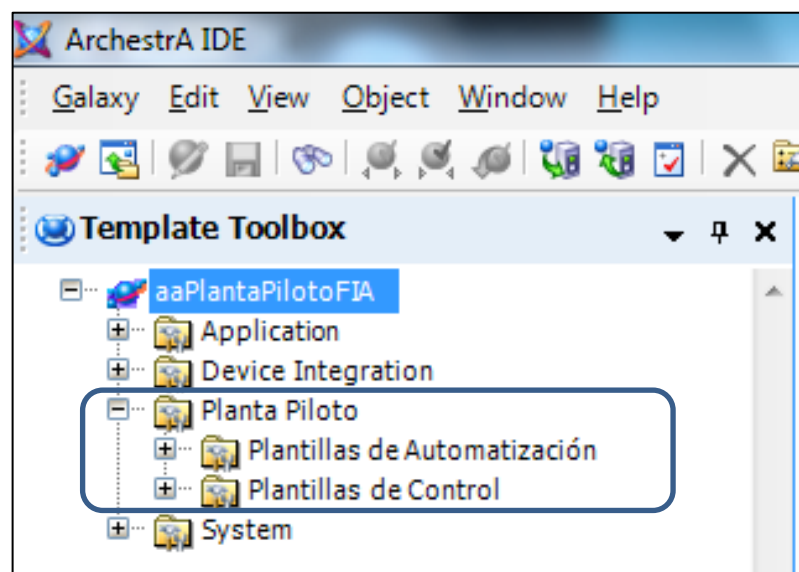 ArchestrA IDE
Galaxy Edit View Object Window Help
Template Toolbox
aaPlantaPilotoFIA
Application
Device Integration
Planta Piloto
Plantillas de Automatización
Plantillas de Control
System